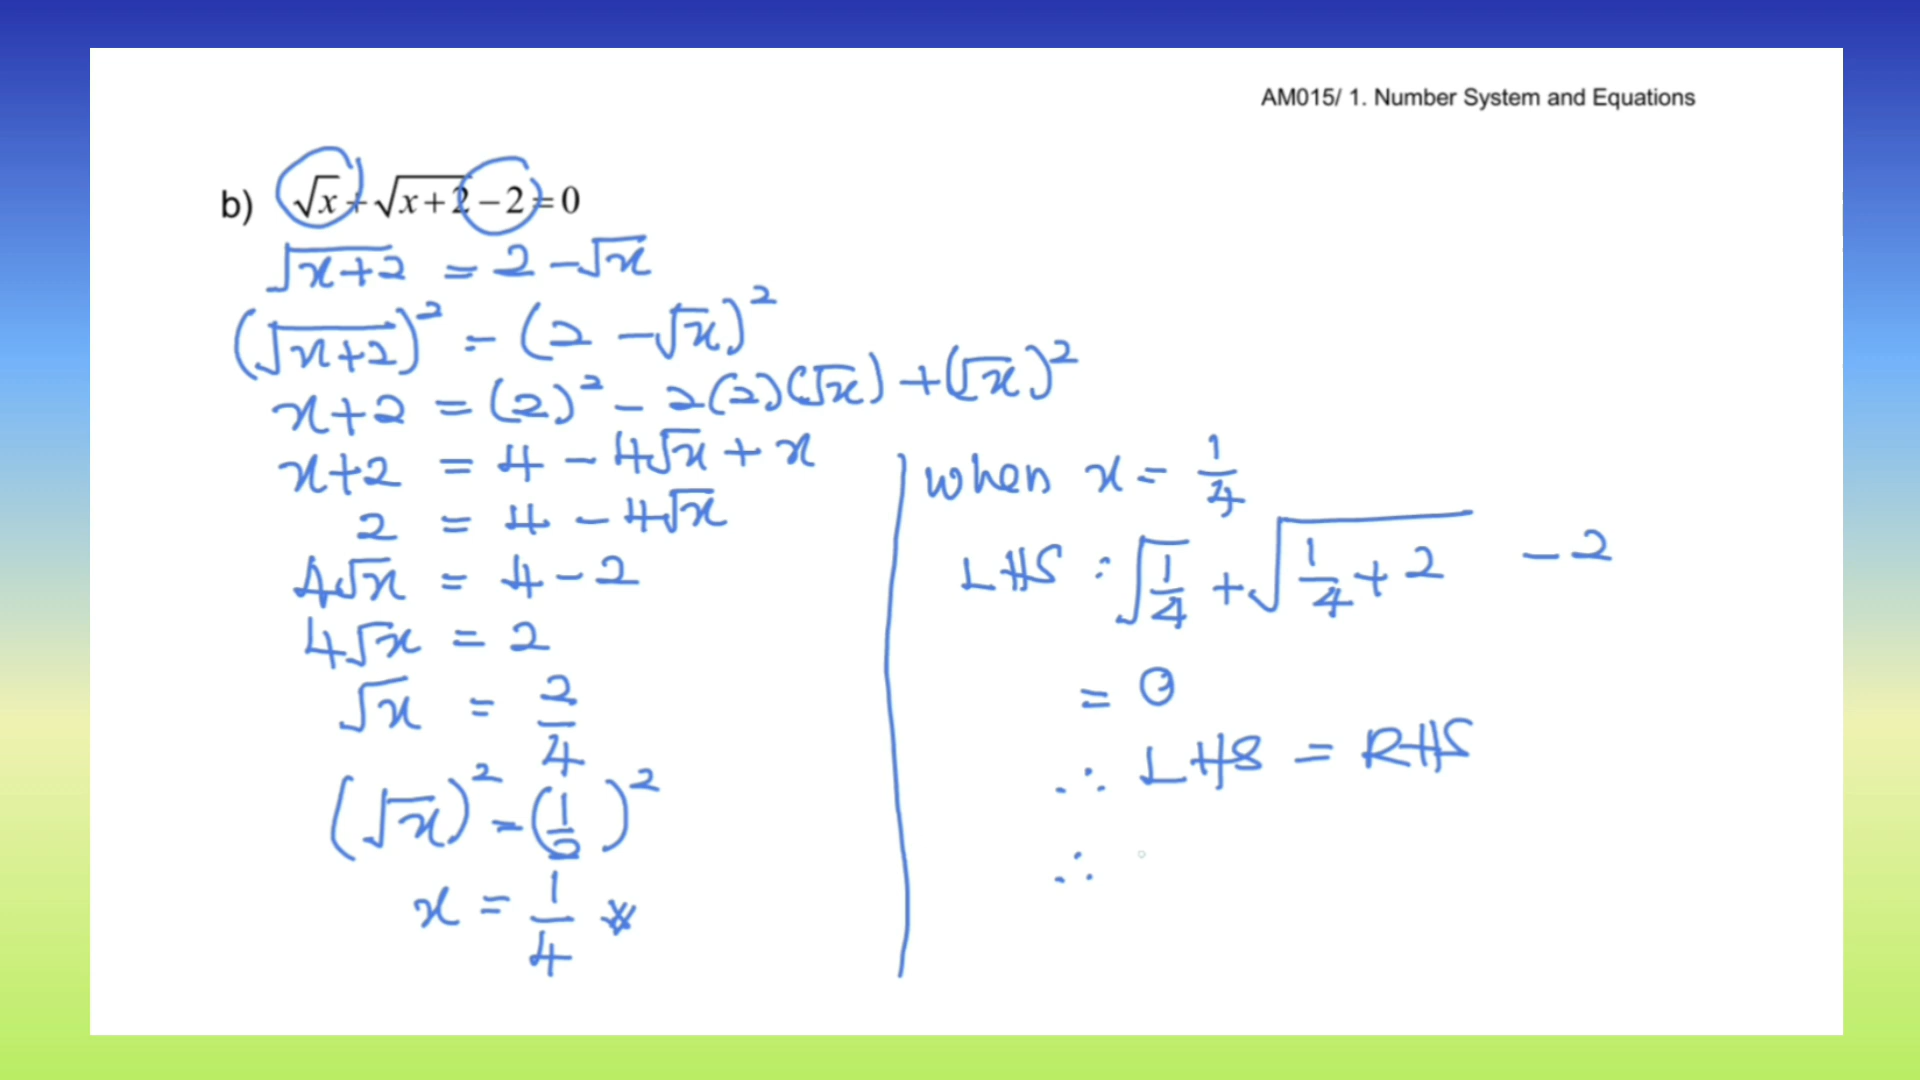 AM015/ 1. Number System and Equations
b) √x + √(x+2) − 2 = 0
√(x+2) = 2 − √x
(√(x+2))² = (2 − √x)²
x+2 = (2)² − 2(2)(√x) + (√x)²
x+2 = 4 − 4√x + x
2 = 4 − 4√x
4√x = 4 − 2
4√x = 2
√x = 2/4
(√x)² = (1/2)²
x = 1/4
when x = 1/4
LHS : √(1/4) + √(1/4 + 2) − 2
= 0
∴ LHS = RHS
∴